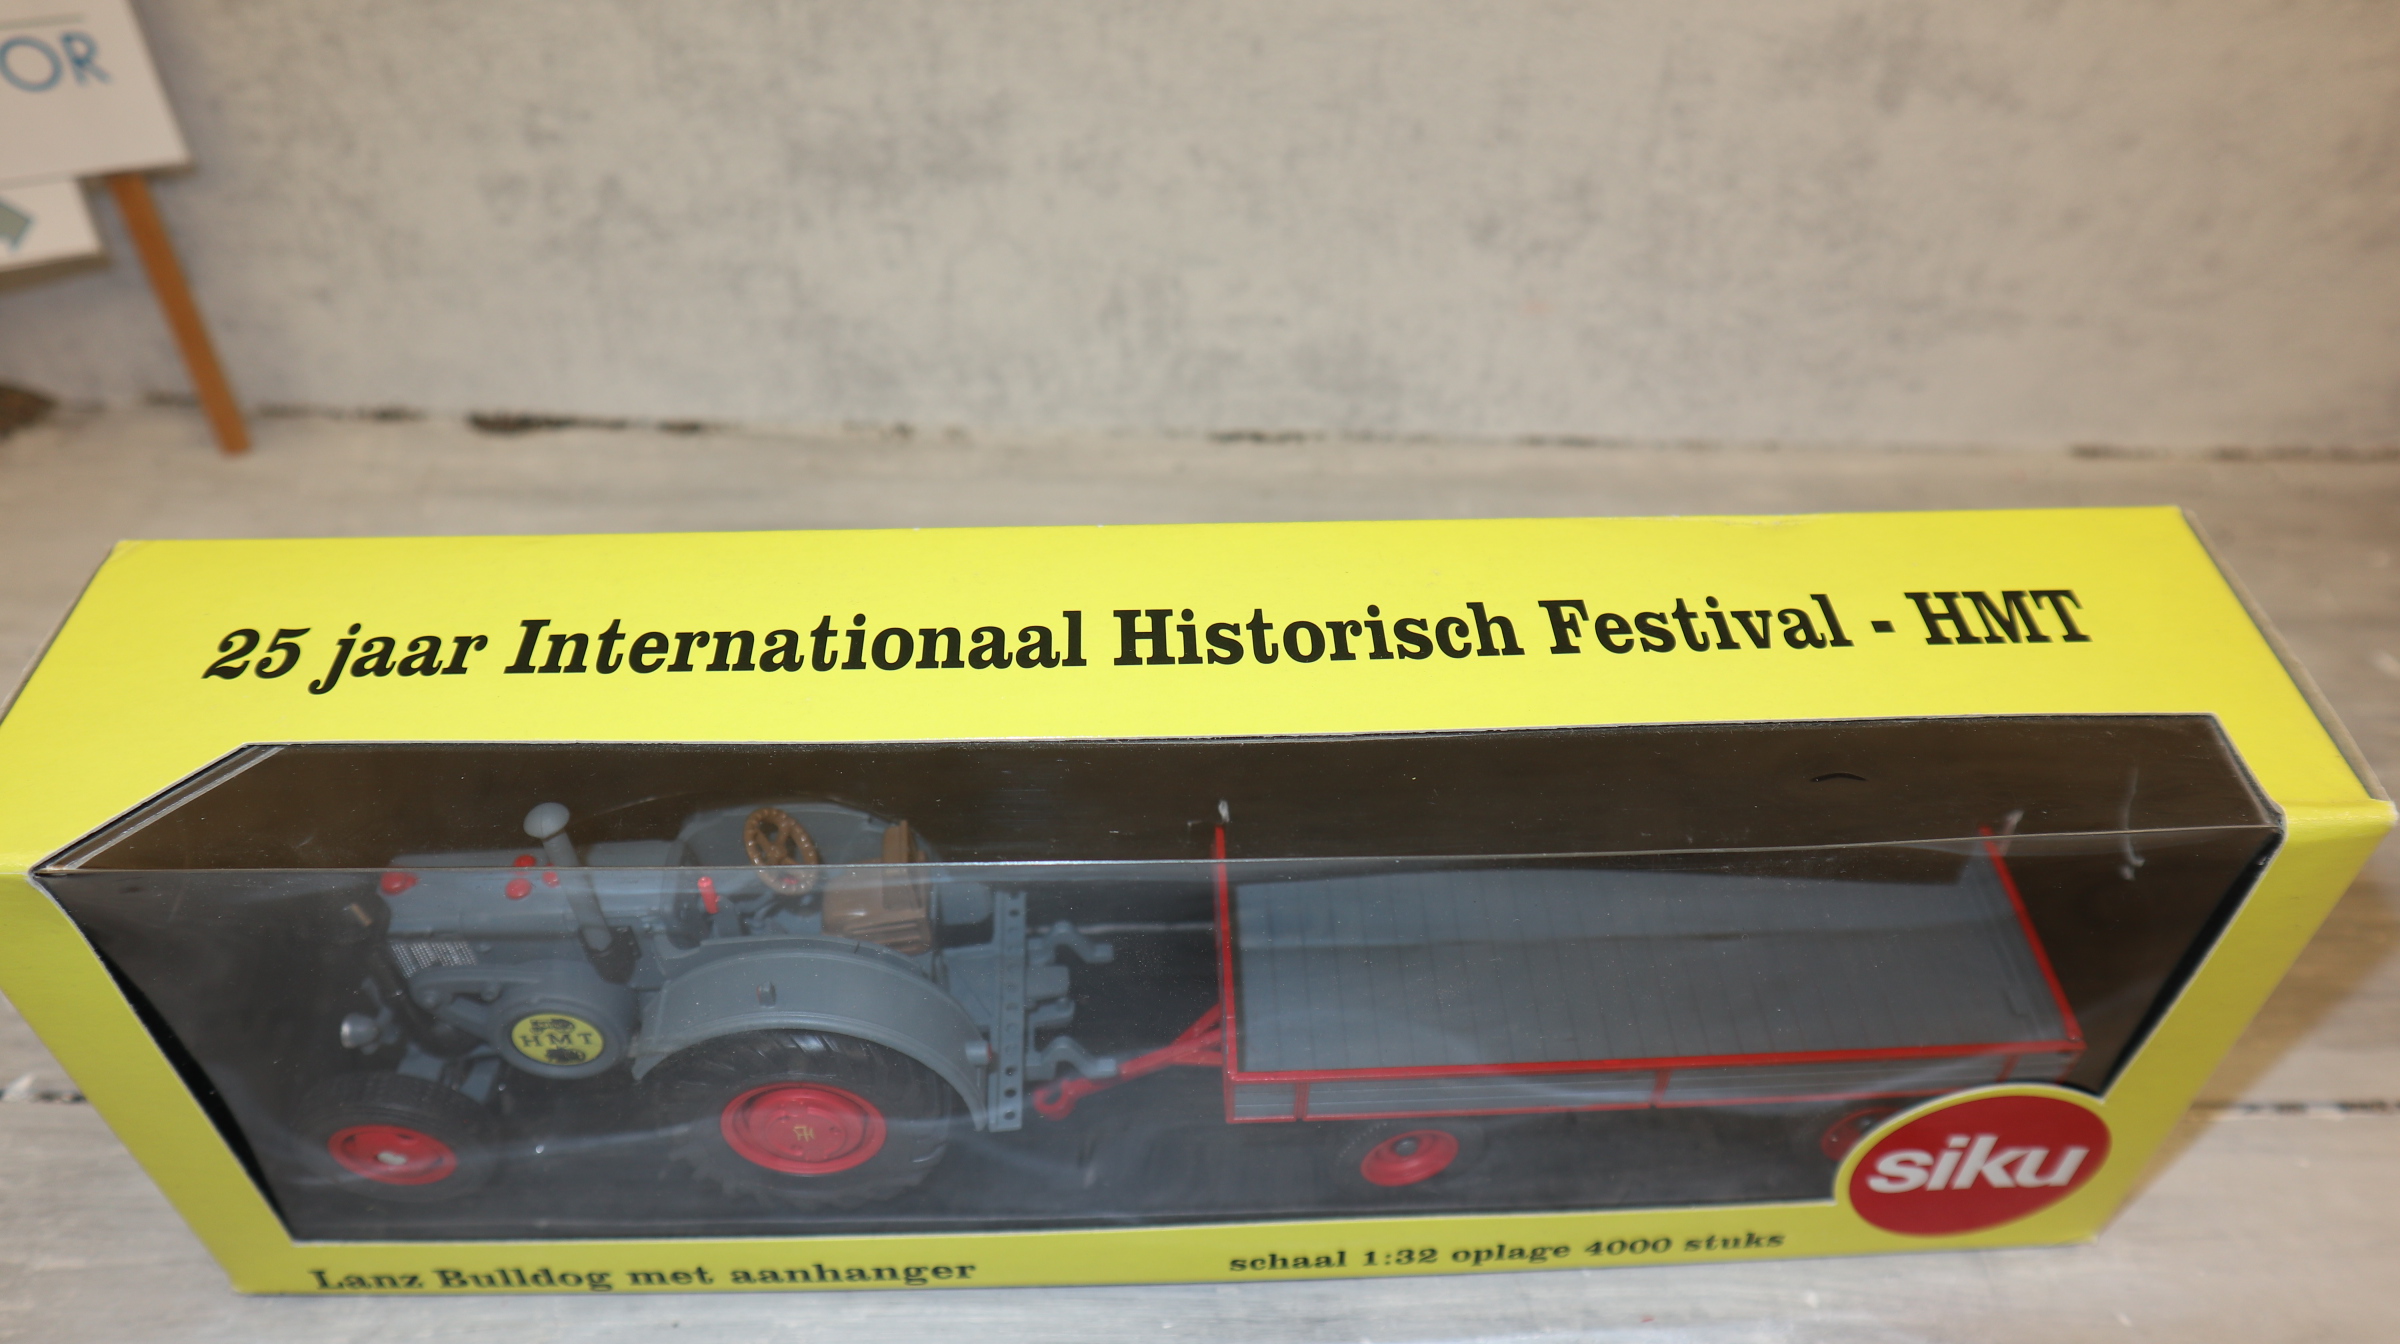 OR
25 jaar Internationaal Historisch Festival - HMT
HMT
siku
Lanz Bulldog met aanhanger
schaal 1:32 oplage 4000 stuks